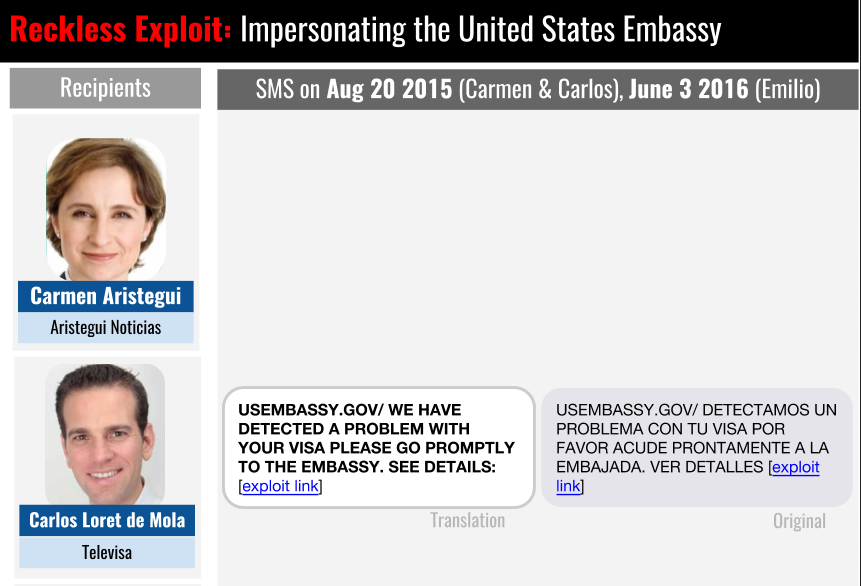 Reckless Exploit: Impersonating the United States Embassy
Recipients
SMS on Aug 20 2015 (Carmen & Carlos), June 3 2016 (Emilio)
Carmen Aristegui
Aristegui Noticias
USEMBASSY.GOV/ WE HAVE
DETECTED A PROBLEM WITH
YOUR VISA PLEASE GO PROMPTLY
TO THE EMBASSY. SEE DETAILS:
[exploit link]
Translation
USEMBASSY.GOV/ DETECTAMOS UN
PROBLEMA CON TU VISA POR
FAVOR ACUDE PRONTAMENTE A LA
EMBAJADA. VER DETALLES [exploit
link]
Original
Carlos Loret de Mola
Televisa